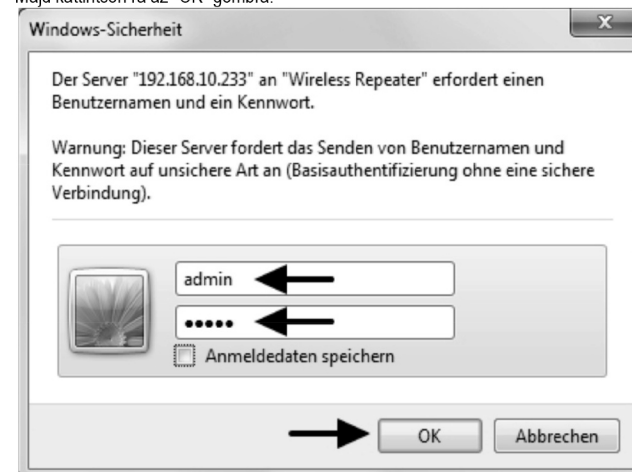 Majd kattintson rá az "OK" gombra.
Windows-Sicherheit
x
Der Server "192.168.10.233" an "Wireless Repeater" erfordert einen
Benutzernamen und ein Kennwort.
Warnung: Dieser Server fordert das Senden von Benutzernamen und
Kennwort auf unsichere Art an (Basisauthentifizierung ohne eine sichere
Verbindung).
admin
•••••
Anmeldedaten speichern
OK
Abbrechen